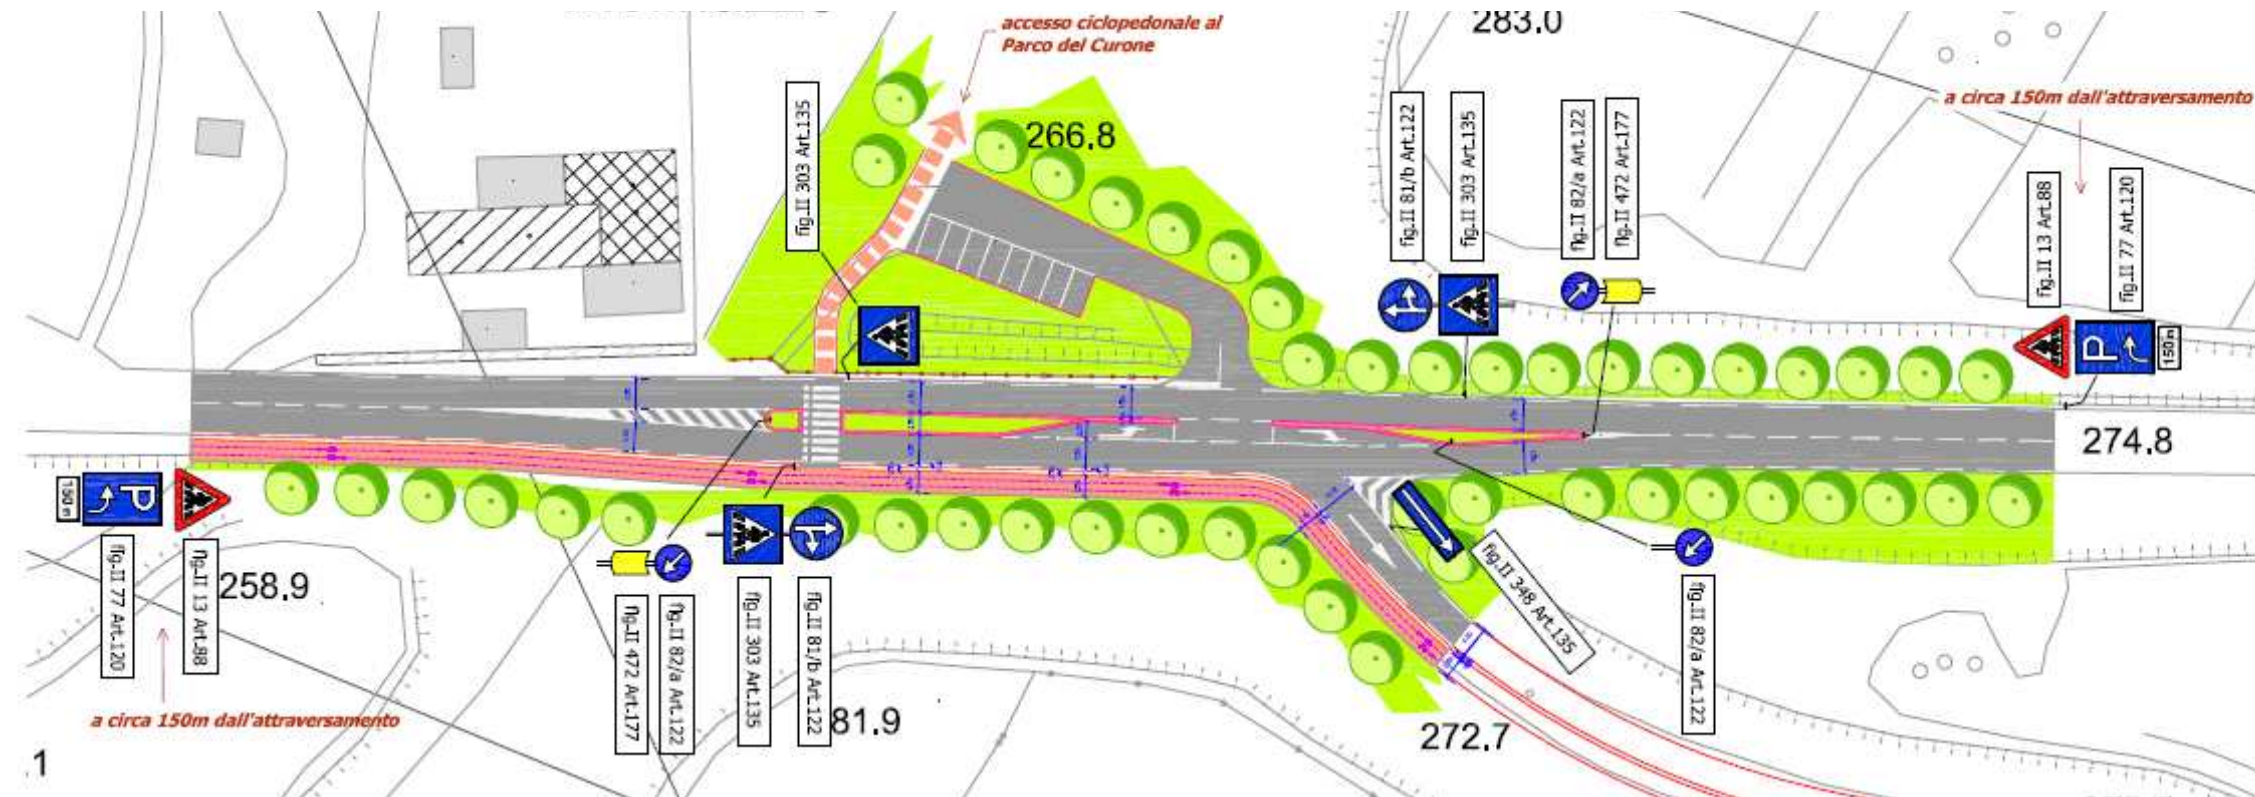 accesso ciclopedonale al
Parco del Curone
283.0
a circa 150m dall'attraversamento
266.8
fig.II 303 Art.135
fig.II 81/b Art.122
fig.II 303 Art.135
fig.II 82/a Art.122
fig.II 472 Art.177
fig.II 13 Art.88
fig.II 77 Art.120
P
150m
274.8
150m
P
fig.II 77 Art.120
fig.II 13 Art.88
258.9
a circa 150m dall'attraversamento
fig.II 472 Art.177
fig.II 82/a Art.122
fig.II 303 Art.135
fig.II 81/b Art.122
81.9
fig.II 348 Art.135
fig.II 82/a Art.122
272.7
.1